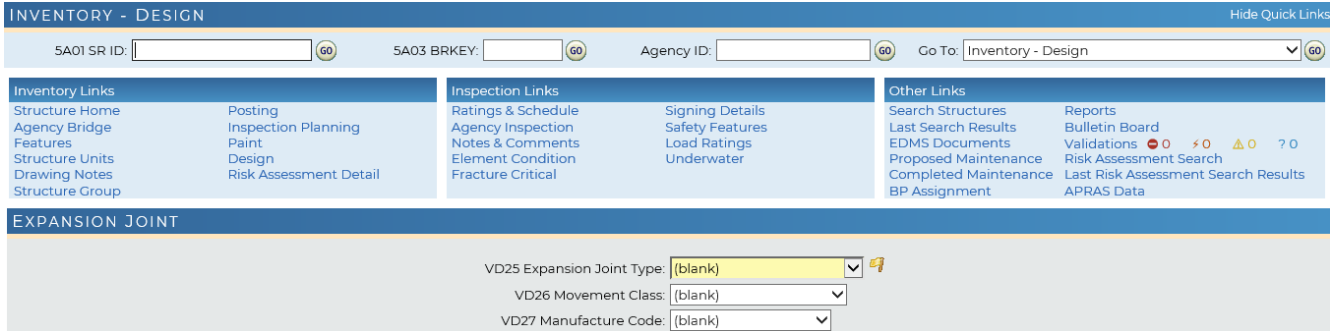 INVENTORY - DESIGN Hide Quick Links
5A01 SR ID: GO 5A03 BRKEY: GO Agency ID: GO Go To: Inventory - Design GO
Inventory Links
Structure Home Posting
Agency Bridge Inspection Planning
Features Paint
Structure Units Design
Drawing Notes Risk Assessment Detail
Structure Group
Inspection Links
Ratings & Schedule Signing Details
Agency Inspection Safety Features
Notes & Comments Load Ratings
Element Condition Underwater
Fracture Critical
Other Links
Search Structures Reports
Last Search Results Bulletin Board
EDMS Documents Validations 0 0 0 ? 0
Proposed Maintenance Risk Assessment Search
Completed Maintenance Last Risk Assessment Search Results
BP Assignment APRAS Data
EXPANSION JOINT
VD25 Expansion Joint Type: (blank)
VD26 Movement Class: (blank)
VD27 Manufacture Code: (blank)